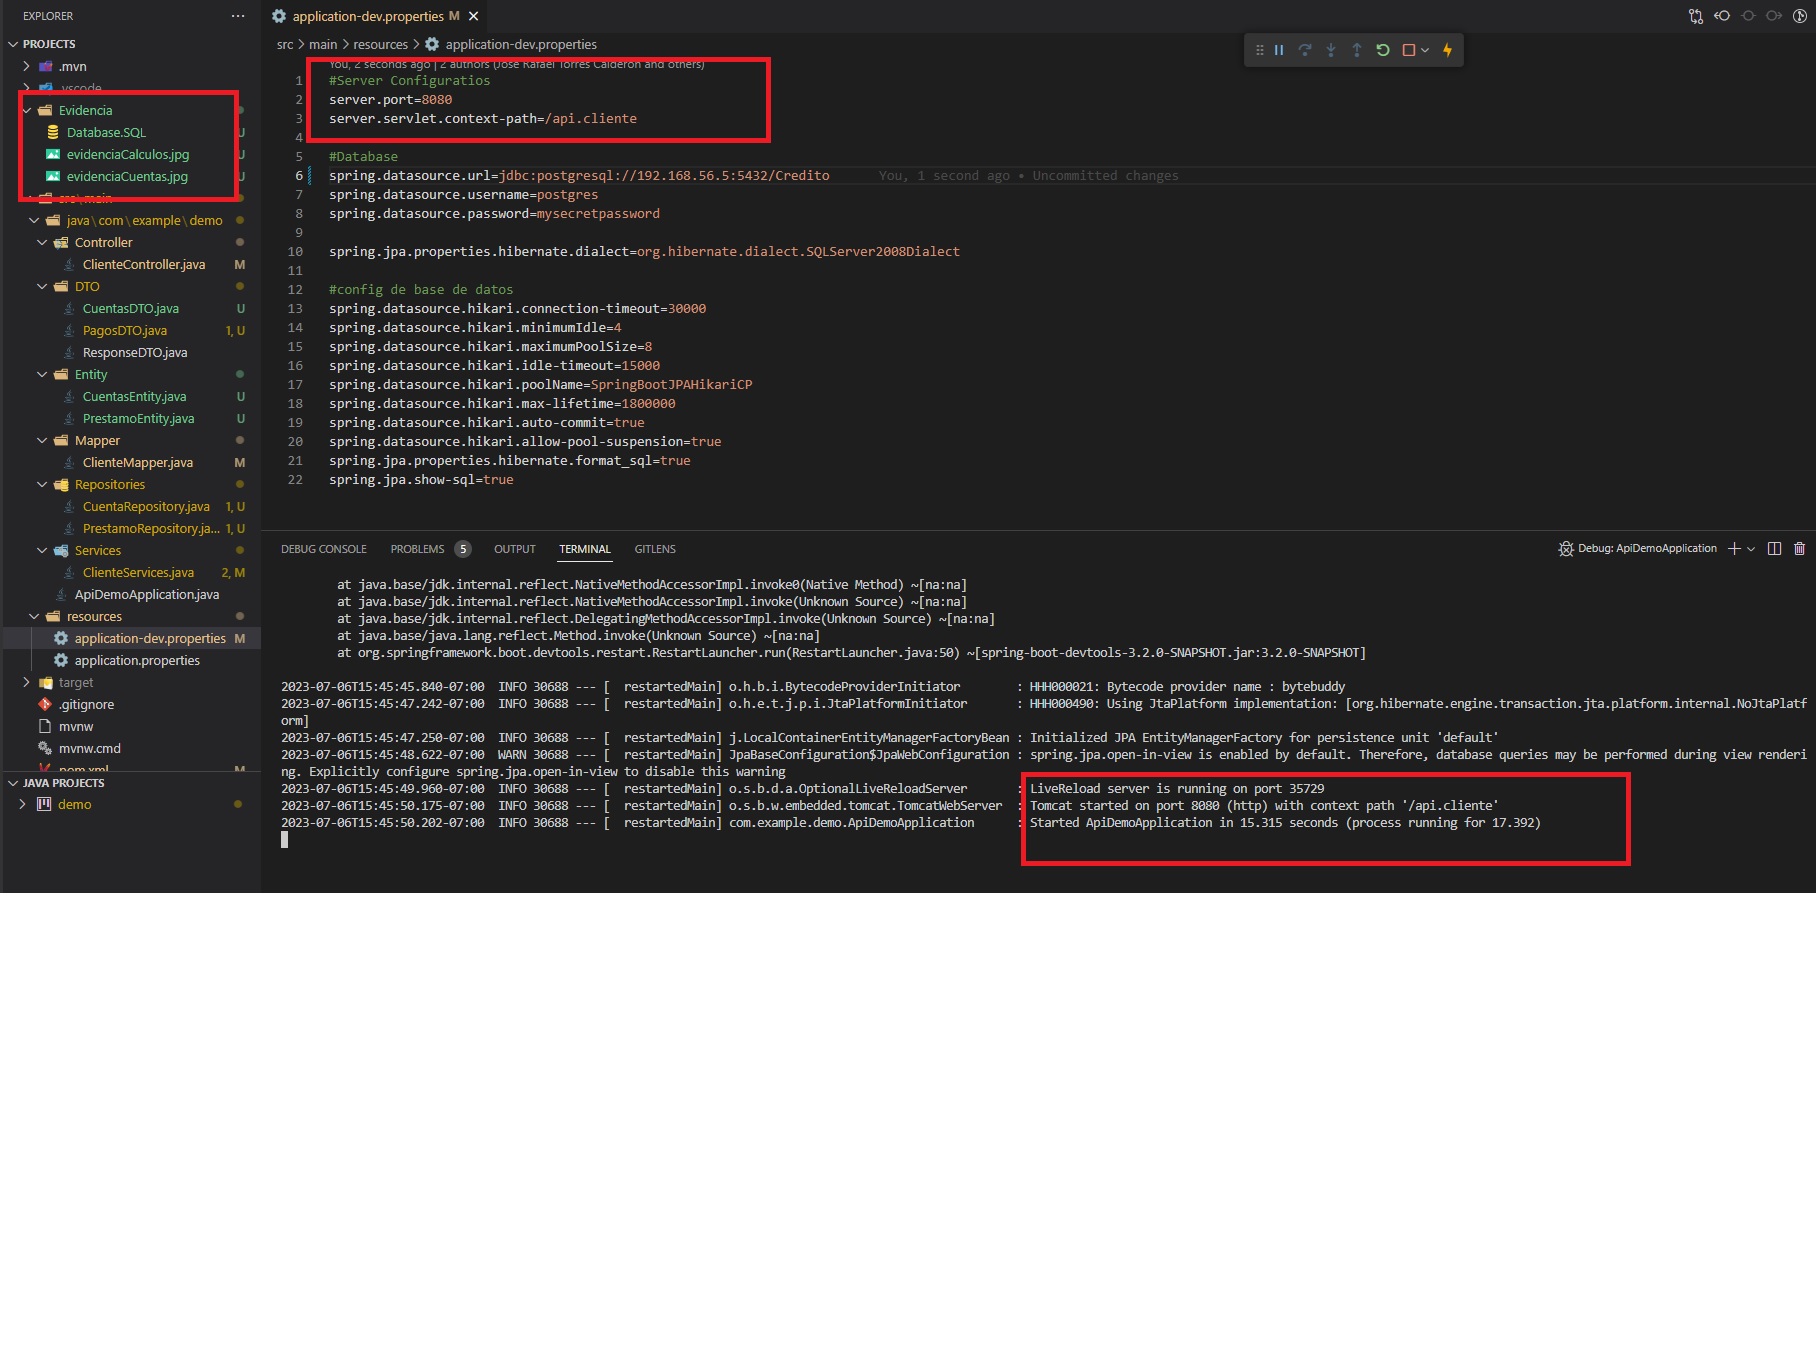 EXPLORER
PROJECTS
.mvn
.vscode
Evidencia
Database.SQL U
evidenciaCalculos.jpg U
evidenciaCuentas.jpg U
src\main
java\com\example\demo
Controller
ClienteController.java M
DTO
CuentasDTO.java U
PagosDTO.java 1, U
ResponseDTO.java
Entity
CuentasEntity.java U
PrestamoEntity.java U
Mapper
ClienteMapper.java M
Repositories
CuentaRepository.java 1, U
PrestamoRepository.ja... 1, U
Services
ClienteServices.java 2, M
ApiDemoApplication.java
resources
application-dev.properties M
application.properties
target
.gitignore
mvnw
mvnw.cmd
pom.xml M
JAVA PROJECTS
demo
application-dev.properties M
src > main > resources > application-dev.properties
You, 2 seconds ago | 2 authors (Jose Rafael Torres Calderon and others)
1 #Server Configuratios
2 server.port=8080
3 server.servlet.context-path=/api.cliente
4
5 #Database
6 spring.datasource.url=jdbc:postgresql://192.168.56.5:5432/Credito You, 1 second ago • Uncommitted changes
7 spring.datasource.username=postgres
8 spring.datasource.password=mysecretpassword
9
10 spring.jpa.properties.hibernate.dialect=org.hibernate.dialect.SQLServer2008Dialect
11
12 #config de base de datos
13 spring.datasource.hikari.connection-timeout=30000
14 spring.datasource.hikari.minimumIdle=4
15 spring.datasource.hikari.maximumPoolSize=8
16 spring.datasource.hikari.idle-timeout=15000
17 spring.datasource.hikari.poolName=SpringBootJPAHikariCP
18 spring.datasource.hikari.max-lifetime=1800000
19 spring.datasource.hikari.auto-commit=true
20 spring.datasource.hikari.allow-pool-suspension=true
21 spring.jpa.properties.hibernate.format_sql=true
22 spring.jpa.show-sql=true
DEBUG CONSOLE PROBLEMS 5 OUTPUT TERMINAL GITLENS Debug: ApiDemoApplication
at java.base/jdk.internal.reflect.NativeMethodAccessorImpl.invoke0(Native Method) ~[na:na]
at java.base/jdk.internal.reflect.NativeMethodAccessorImpl.invoke(Unknown Source) ~[na:na]
at java.base/jdk.internal.reflect.DelegatingMethodAccessorImpl.invoke(Unknown Source) ~[na:na]
at java.base/java.lang.reflect.Method.invoke(Unknown Source) ~[na:na]
at org.springframework.boot.devtools.restart.RestartLauncher.run(RestartLauncher.java:50) ~[spring-boot-devtools-3.2.0-SNAPSHOT.jar:3.2.0-SNAPSHOT]
2023-07-06T15:45:45.840-07:00 INFO 30688 --- [ restartedMain] o.h.b.i.BytecodeProviderInitiator : HHH000021: Bytecode provider name : bytebuddy
2023-07-06T15:45:47.242-07:00 INFO 30688 --- [ restartedMain] o.h.e.t.j.p.i.JtaPlatformInitiator : HHH000490: Using JtaPlatform implementation: [org.hibernate.engine.transaction.jta.platform.internal.NoJtaPlatf
orm]
2023-07-06T15:45:47.250-07:00 INFO 30688 --- [ restartedMain] j.LocalContainerEntityManagerFactoryBean : Initialized JPA EntityManagerFactory for persistence unit 'default'
2023-07-06T15:45:48.622-07:00 WARN 30688 --- [ restartedMain] JpaBaseConfiguration$JpaWebConfiguration : spring.jpa.open-in-view is enabled by default. Therefore, database queries may be performed during view renderi
ng. Explicitly configure spring.jpa.open-in-view to disable this warning
2023-07-06T15:45:49.960-07:00 INFO 30688 --- [ restartedMain] o.s.b.d.a.OptionalLiveReloadServer : LiveReload server is running on port 35729
2023-07-06T15:45:50.175-07:00 INFO 30688 --- [ restartedMain] o.s.b.w.embedded.tomcat.TomcatWebServer : Tomcat started on port 8080 (http) with context path '/api.cliente'
2023-07-06T15:45:50.202-07:00 INFO 30688 --- [ restartedMain] com.example.demo.ApiDemoApplication : Started ApiDemoApplication in 15.315 seconds (process running for 17.392)